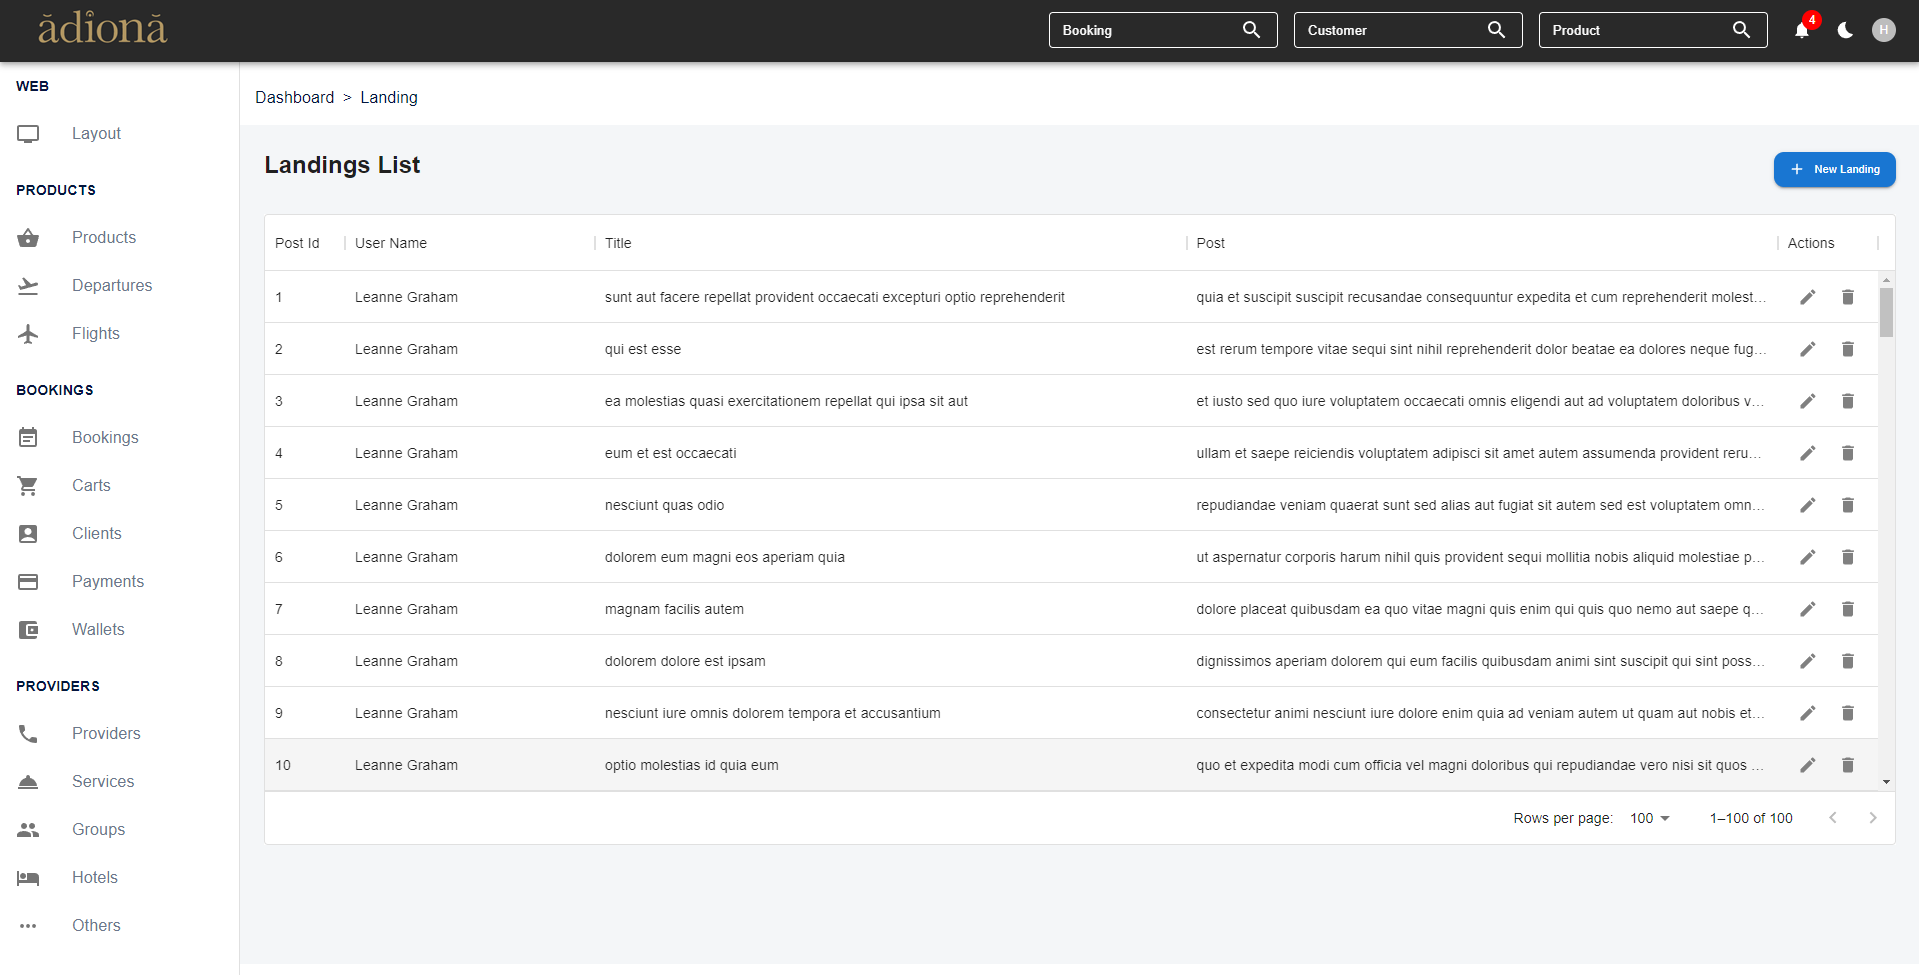 ădionā
Booking
Customer
Product
4
H
WEB
Layout
PRODUCTS
Products
Departures
Flights
BOOKINGS
Bookings
Carts
Clients
Payments
Wallets
PROVIDERS
Providers
Services
Groups
Hotels
Others
Dashboard > Landing
Landings List
New Landing
Post Id User Name Title Post Actions
1 Leanne Graham sunt aut facere repellat provident occaecati excepturi optio reprehenderit quia et suscipit suscipit recusandae consequuntur expedita et cum reprehenderit molest...
2 Leanne Graham qui est esse est rerum tempore vitae sequi sint nihil reprehenderit dolor beatae ea dolores neque fug...
3 Leanne Graham ea molestias quasi exercitationem repellat qui ipsa sit aut et iusto sed quo iure voluptatem occaecati omnis eligendi aut ad voluptatem doloribus v...
4 Leanne Graham eum et est occaecati ullam et saepe reiciendis voluptatem adipisci sit amet autem assumenda provident reru...
5 Leanne Graham nesciunt quas odio repudiandae veniam quaerat sunt sed alias aut fugiat sit autem sed est voluptatem omn...
6 Leanne Graham dolorem eum magni eos aperiam quia ut aspernatur corporis harum nihil quis provident sequi mollitia nobis aliquid molestiae p...
7 Leanne Graham magnam facilis autem dolore placeat quibusdam ea quo vitae magni quis enim qui quis quo nemo aut saepe q...
8 Leanne Graham dolorem dolore est ipsam dignissimos aperiam dolorem qui eum facilis quibusdam animi sint suscipit qui sint poss...
9 Leanne Graham nesciunt iure omnis dolorem tempora et accusantium consectetur animi nesciunt iure dolore enim quia ad veniam autem ut quam aut nobis et...
10 Leanne Graham optio molestias id quia eum quo et expedita modi cum officia vel magni doloribus qui repudiandae vero nisi sit quos ...
Rows per page: 100 1–100 of 100